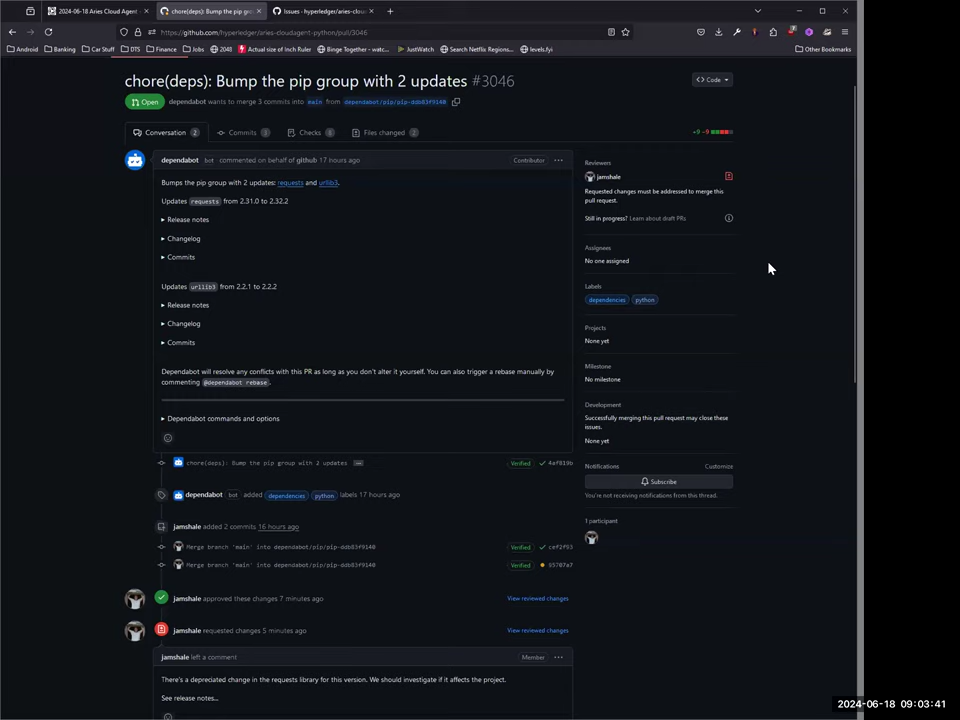 2024-06-18 Aries Cloud Agent
chore(deps): Bump the pip gro
Issues · hyperledger/aries-clou
https://github.com/hyperledger/aries-cloudagent-python/pull/3046
Android
Banking
Car Stuff
DTS
Finance
Jobs
2048
Actual size of Inch Ruler
Binge Together - watc...
JustWatch
Search Netflix Regions...
levels.fyi
Other Bookmarks
chore(deps): Bump the pip group with 2 updates #3046
<> Code
Open
dependabot wants to merge 3 commits into main from dependabot/pip/pip-ddb83f9140
Conversation 2
Commits 3
Checks 8
Files changed 2
+9 −9
dependabot bot commented on behalf of github 17 hours ago
Contributor
Bumps the pip group with 2 updates: requests and urllib3.
Updates requests from 2.31.0 to 2.32.2
Release notes
Changelog
Commits
Updates urllib3 from 2.2.1 to 2.2.2
Release notes
Changelog
Commits
Dependabot will resolve any conflicts with this PR as long as you don't alter it yourself. You can also trigger a rebase manually by
commenting @dependabot rebase.
Dependabot commands and options
chore(deps): Bump the pip group with 2 updates
Verified 4af819b
dependabot bot added dependencies python labels 17 hours ago
jamshale added 2 commits 16 hours ago
Merge branch 'main' into dependabot/pip/pip-ddb83f9140
Verified cef2f93
Merge branch 'main' into dependabot/pip/pip-ddb83f9140
Verified 95707a7
jamshale approved these changes 7 minutes ago
View reviewed changes
jamshale requested changes 5 minutes ago
View reviewed changes
jamshale left a comment
Member
There's a depreciated change in the requests library for this version. We should investigate if it affects the project.
See release notes...
Reviewers
jamshale
Requested changes must be addressed to merge this
pull request.
Still in progress? Learn about draft PRs
Assignees
No one assigned
Labels
dependencies python
Projects
None yet
Milestone
No milestone
Development
Successfully merging this pull request may close these
issues.
None yet
Notifications
Customize
Subscribe
You're not receiving notifications from this thread.
1 participant
2024-06-18 09:03:41